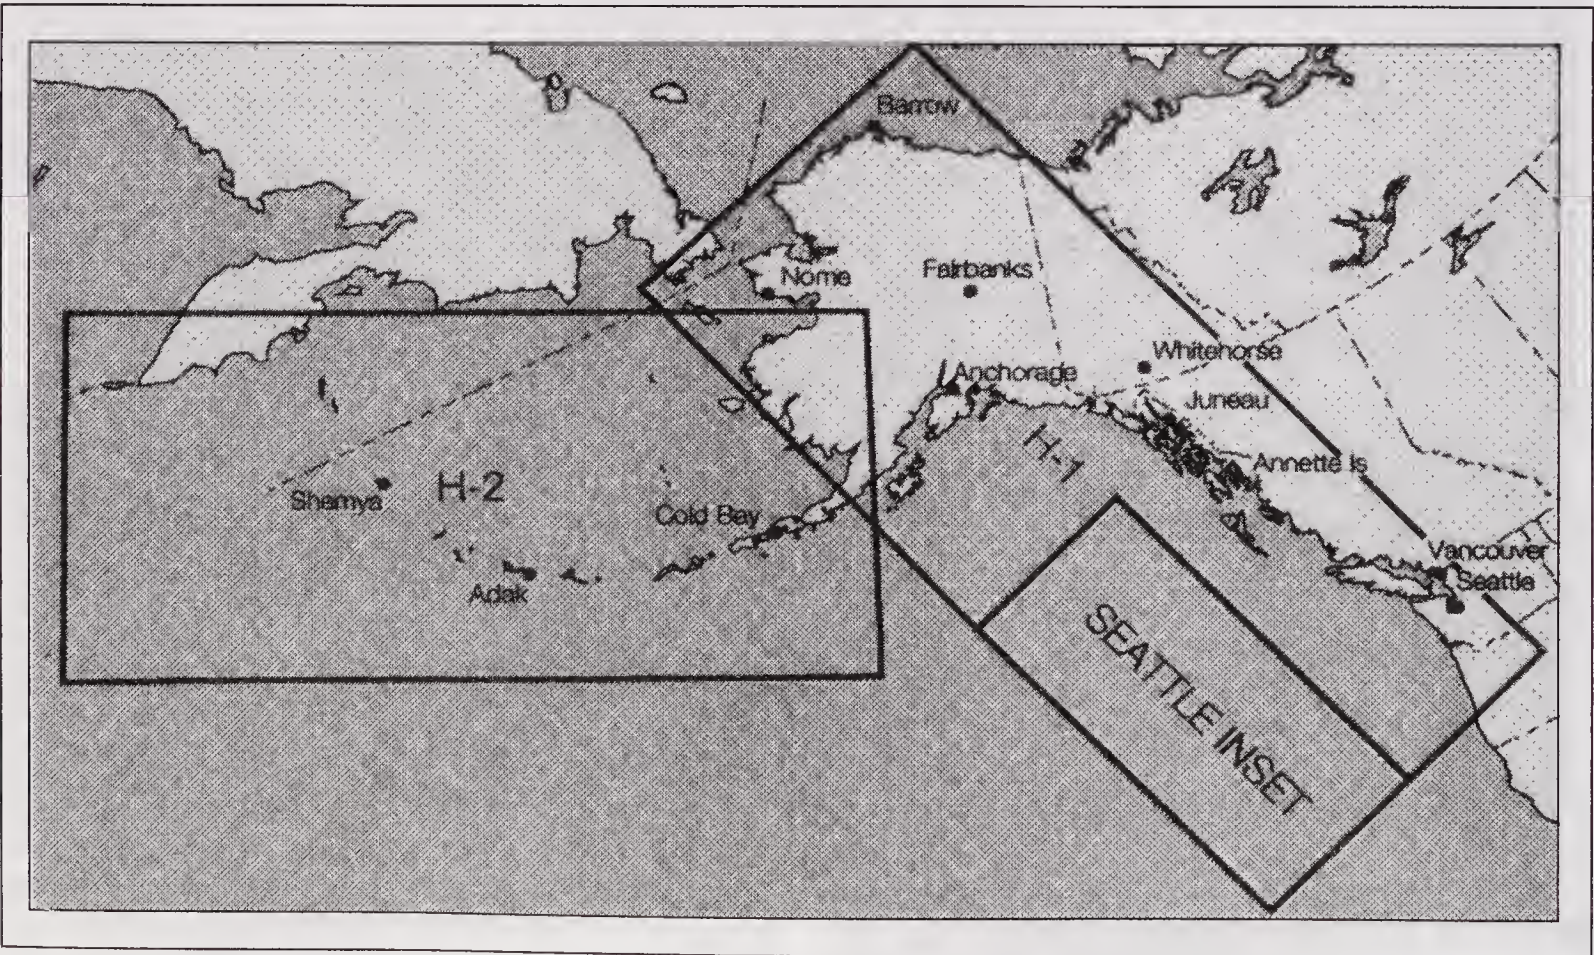 Barrow
Nome
Fairbanks
Whitehorse
Anchorage
Juneau
H-1
Annette Is
H-2
Shemya
Cold Bay
Vancouver
Seattle
Adak
SEATTLE INSET